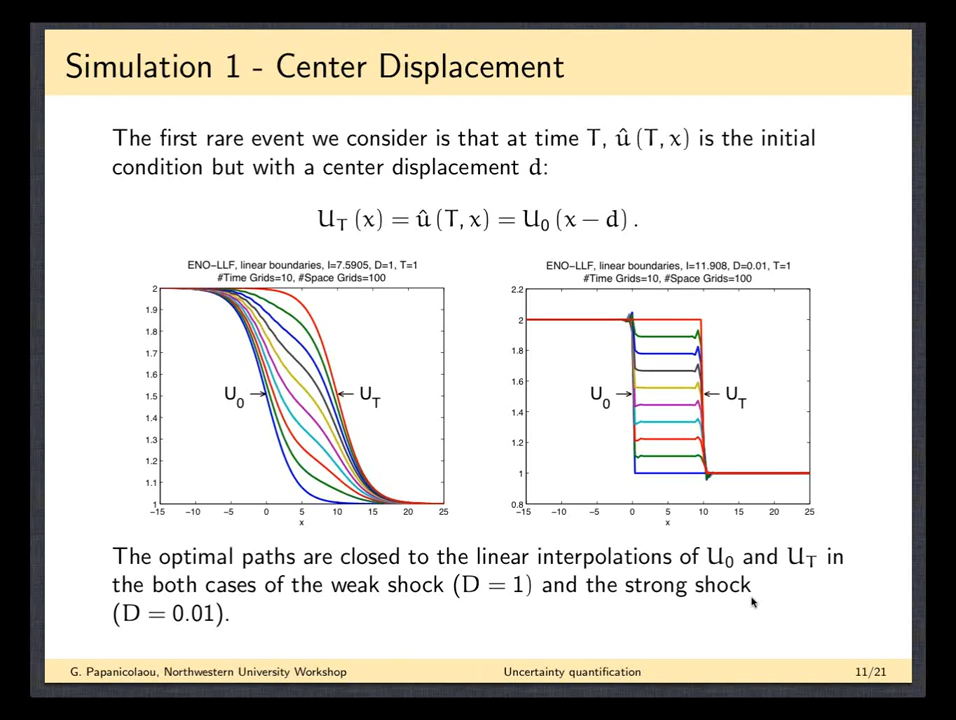 Simulation 1 - Center Displacement
The first rare event we consider is that at time T, û (T, x) is the initial
condition but with a center displacement d:
U_T (x) = û (T, x) = U_0 (x − d) .
ENO−LLF, linear boundaries, I=7.5905, D=1, T=1
#Time Grids=10, #Space Grids=100
2
1.9
1.8
1.7
1.6
1.5
1.4
1.3
1.2
1.1
1
U_0
U_T
−15 −10 −5 0 5 10 15 20 25
x
ENO−LLF, linear boundaries, I=11.908, D=0.01, T=1
#Time Grids=10, #Space Grids=100
2.2
2
1.8
1.6
1.4
1.2
1
0.8
U_0
U_T
−15 −10 −5 0 5 10 15 20 25
x
The optimal paths are closed to the linear interpolations of U_0 and U_T in
the both cases of the weak shock (D = 1) and the strong shock
(D = 0.01).
G. Papanicolaou, Northwestern University Workshop
Uncertainty quantification
11/21